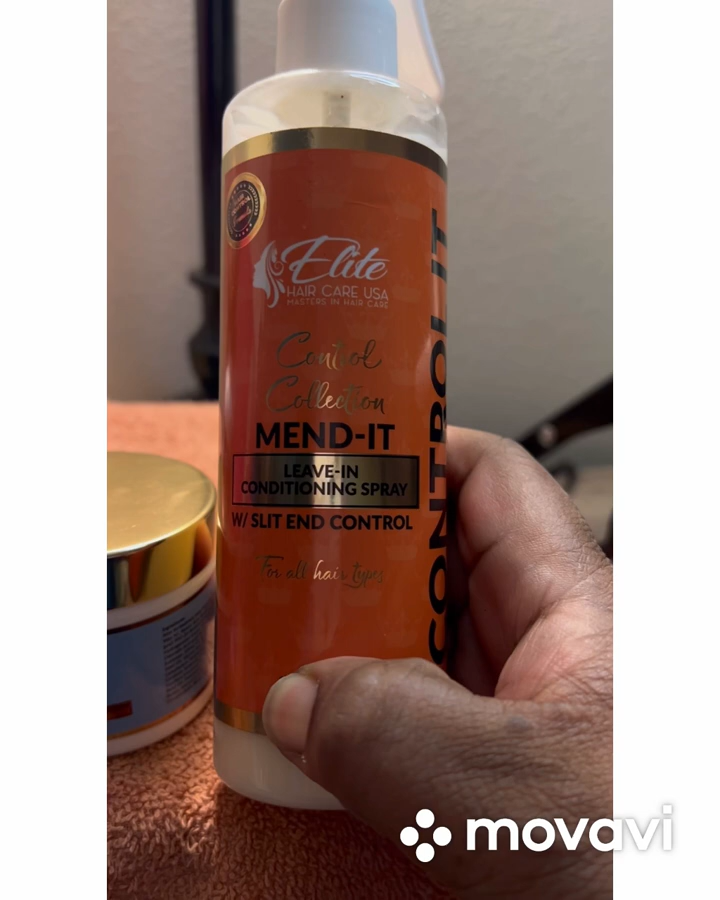 Elite
HAIR CARE USA
MASTERS IN HAIR CARE
Control
Collection
MEND-IT
LEAVE-IN
CONDITIONING SPRAY
W/ SLIT END CONTROL
For all hair types
CONTROL IT
movavi